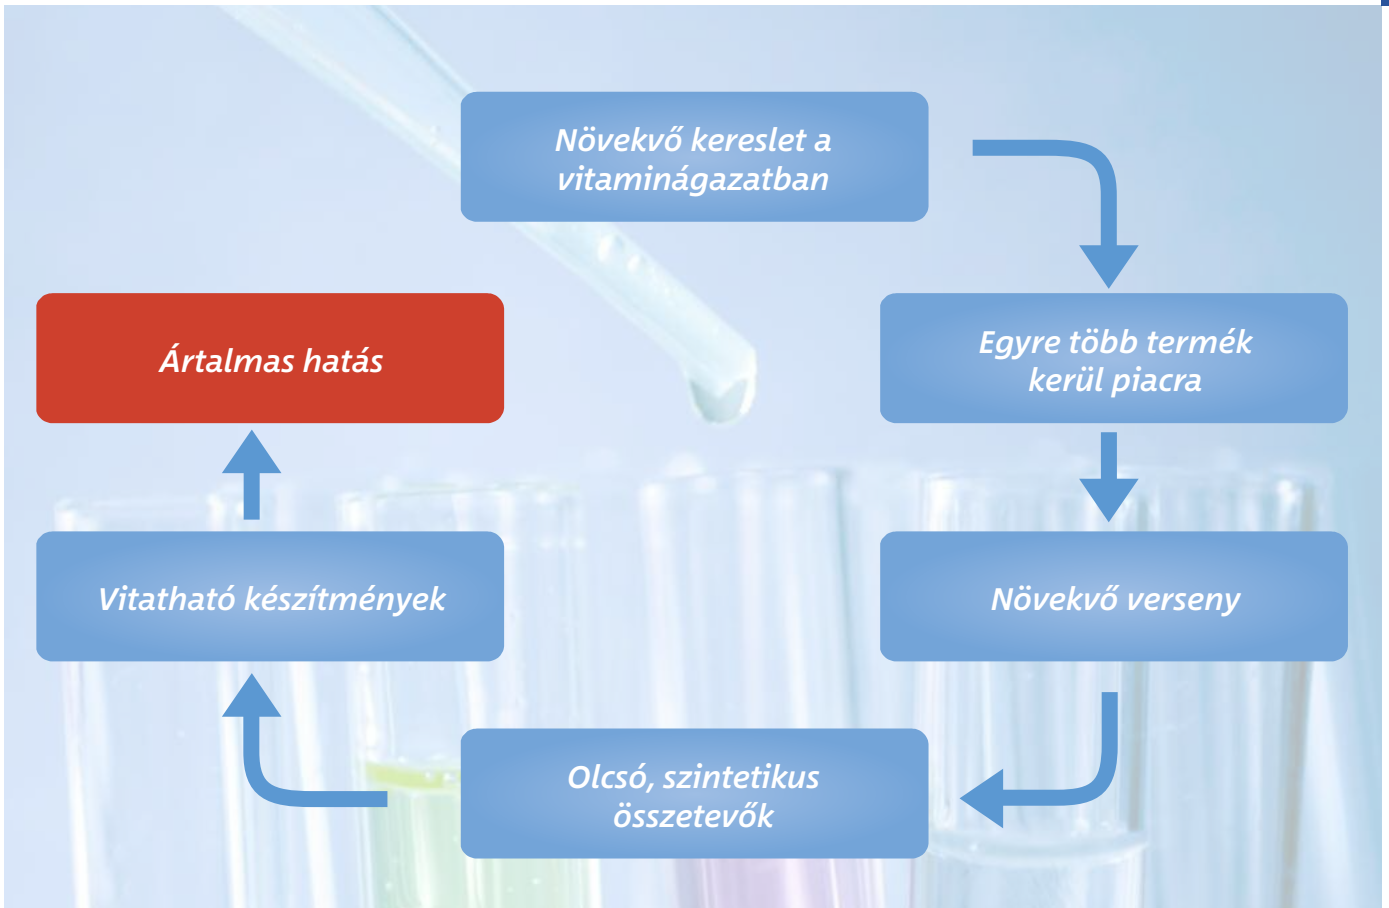 Növekvő kereslet a
vitaminágazatban
Egyre több termék
kerül piacra
Növekvő verseny
Olcsó, szintetikus
összetevők
Vitatható készítmények
Ártalmas hatás